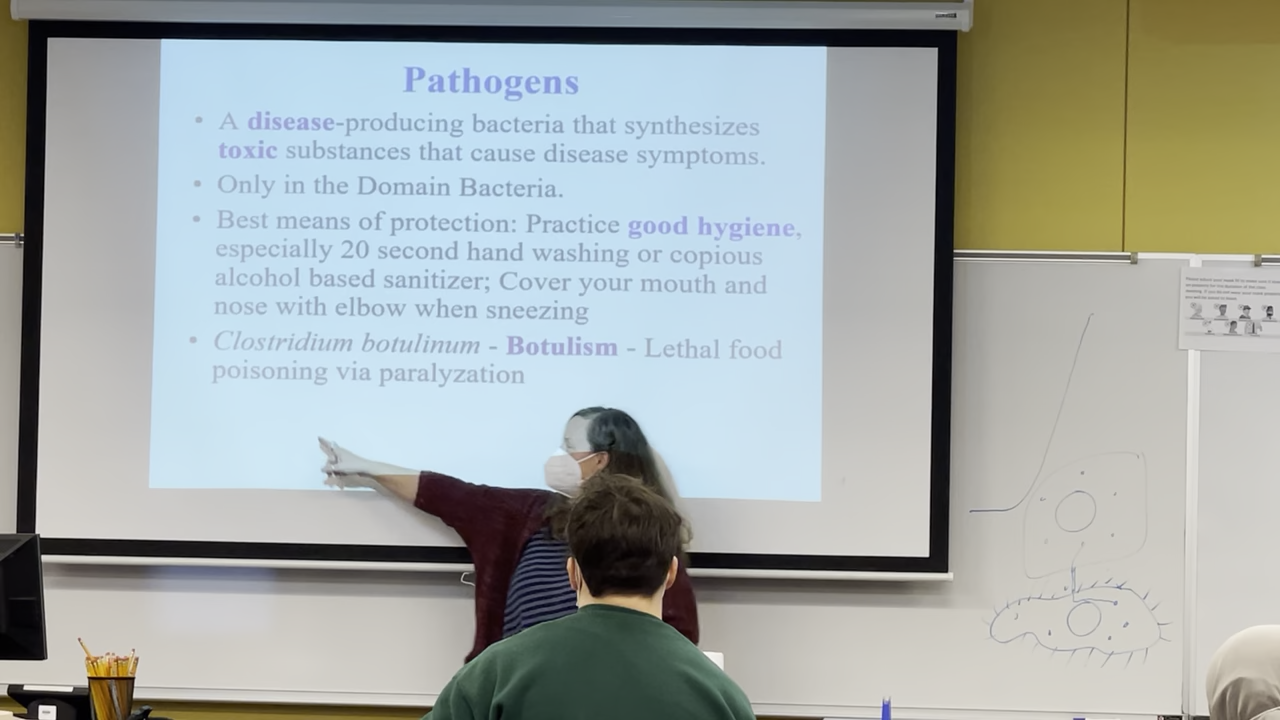 Pathogens
• A disease-producing bacteria that synthesizes
toxic substances that cause disease symptoms.
• Only in the Domain Bacteria.
• Best means of protection: Practice good hygiene,
especially 20 second hand washing or copious
alcohol based sanitizer; Cover your mouth and
nose with elbow when sneezing
• Clostridium botulinum - Botulism - Lethal food
poisoning via paralyzation